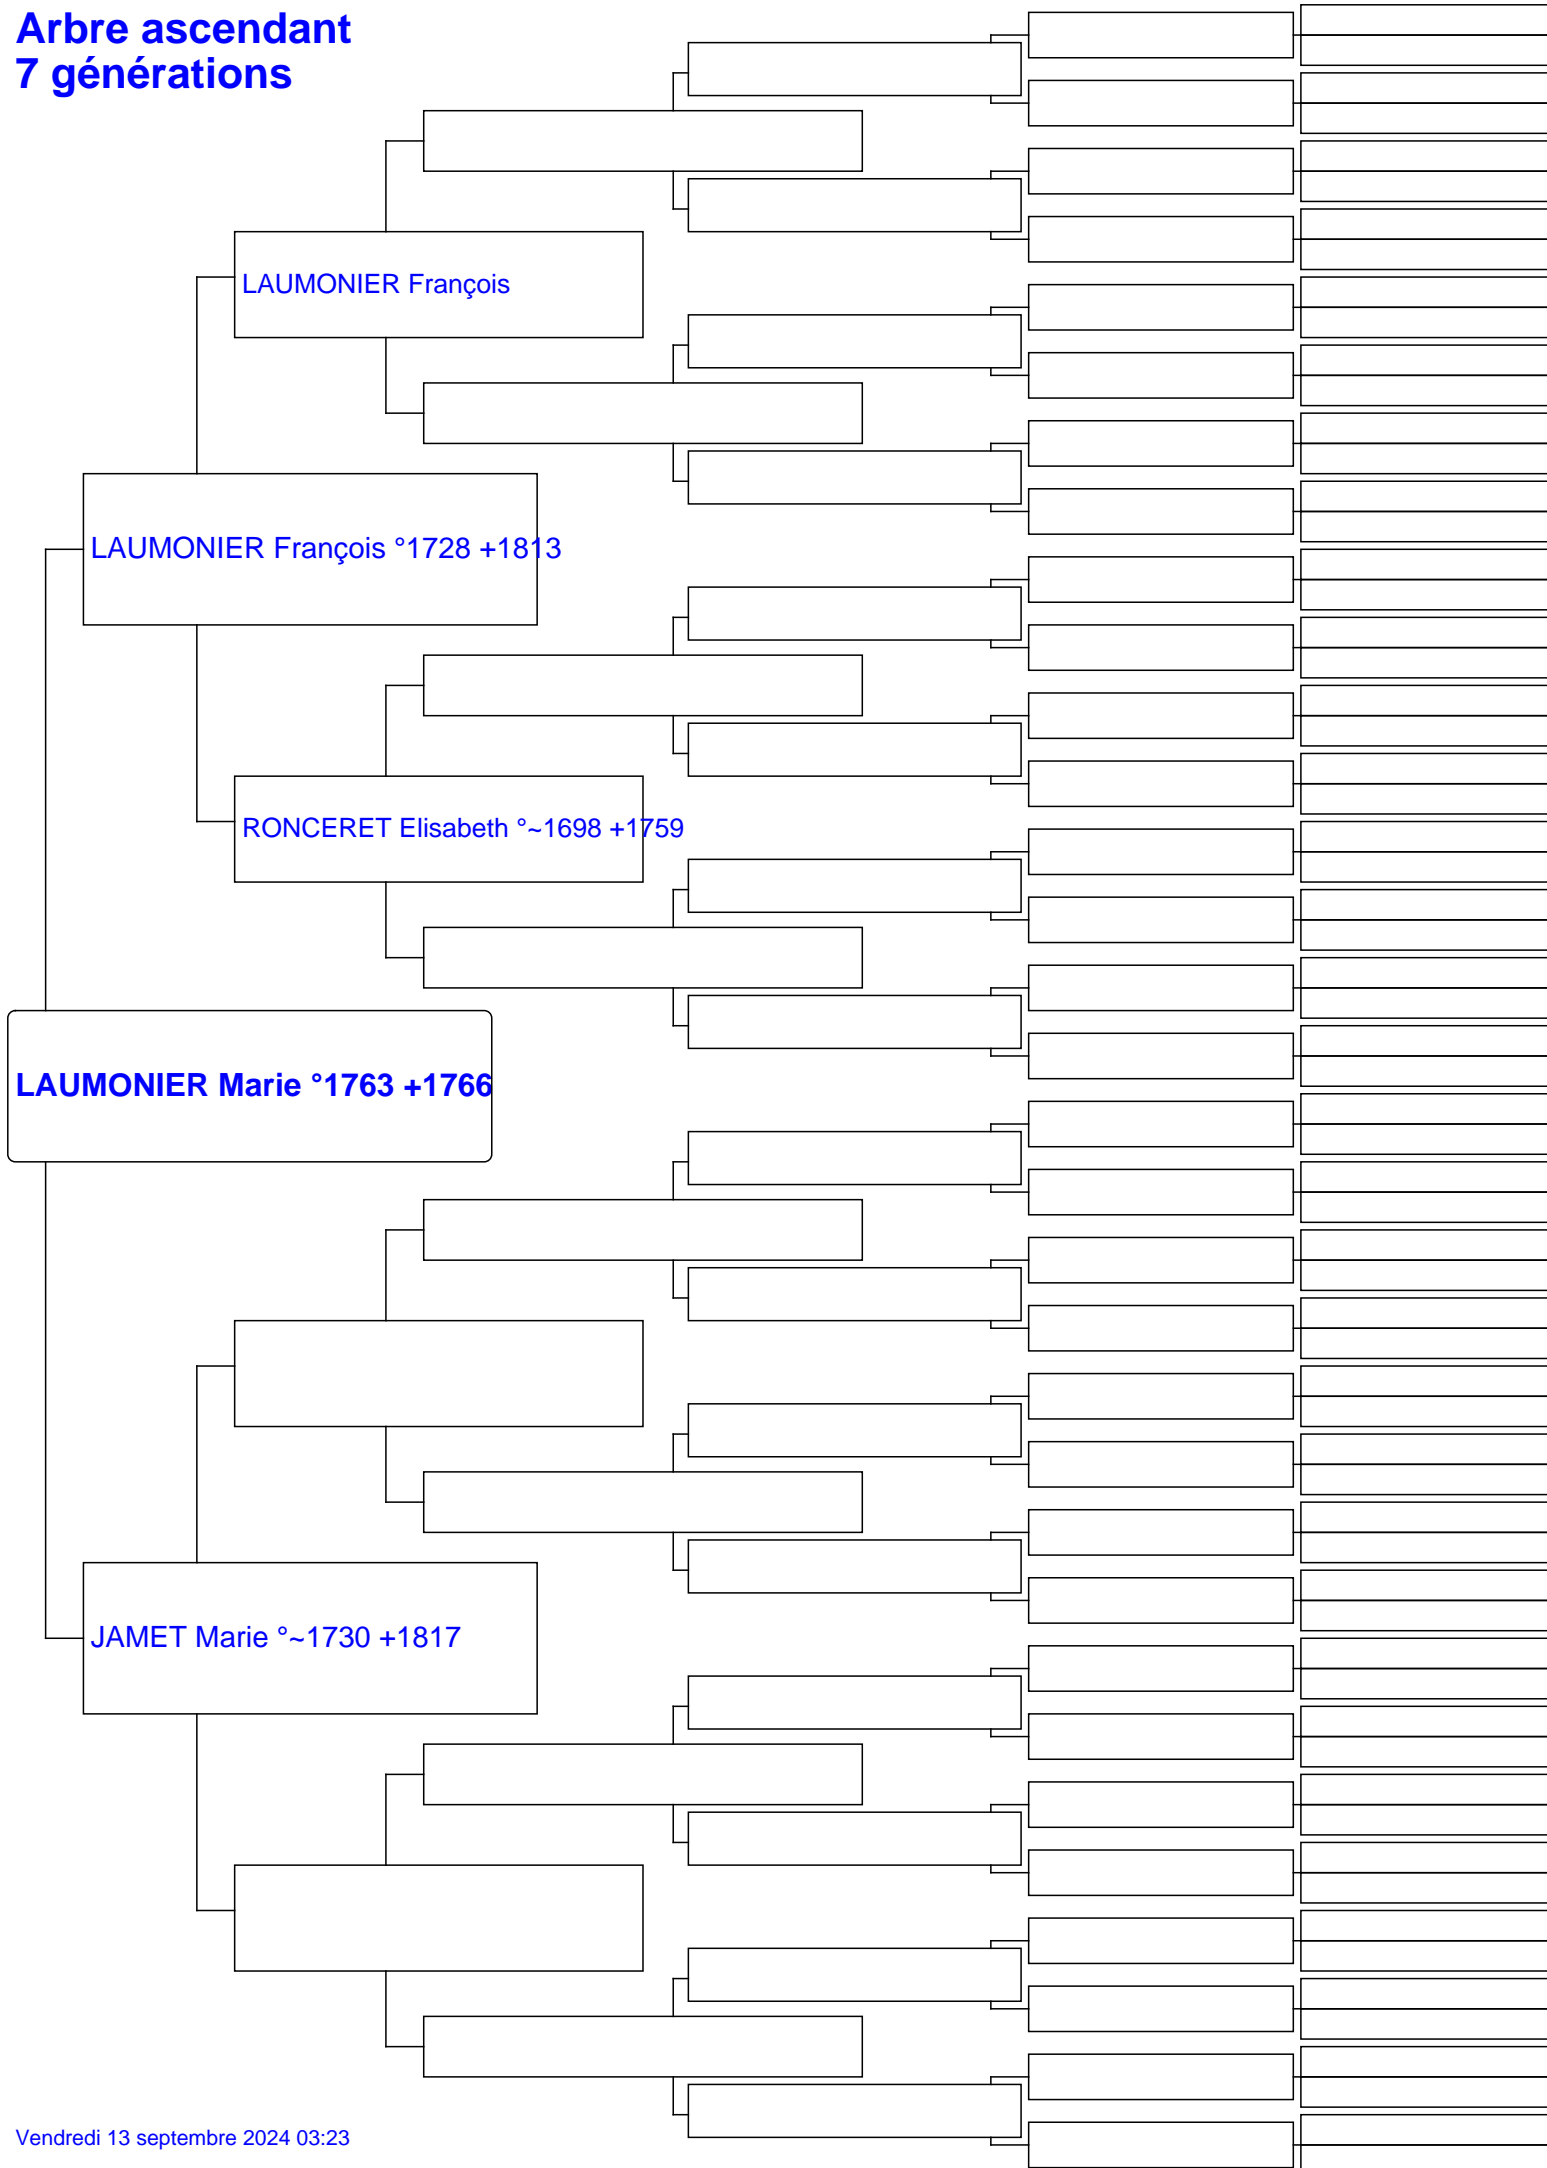 Arbre ascendant
7 générations
LAUMONIER François
LAUMONIER François °1728 +1813
RONCERET Elisabeth °~1698 +1759
LAUMONIER Marie °1763 +1766
JAMET Marie °~1730 +1817
Vendredi 13 septembre 2024 03:23